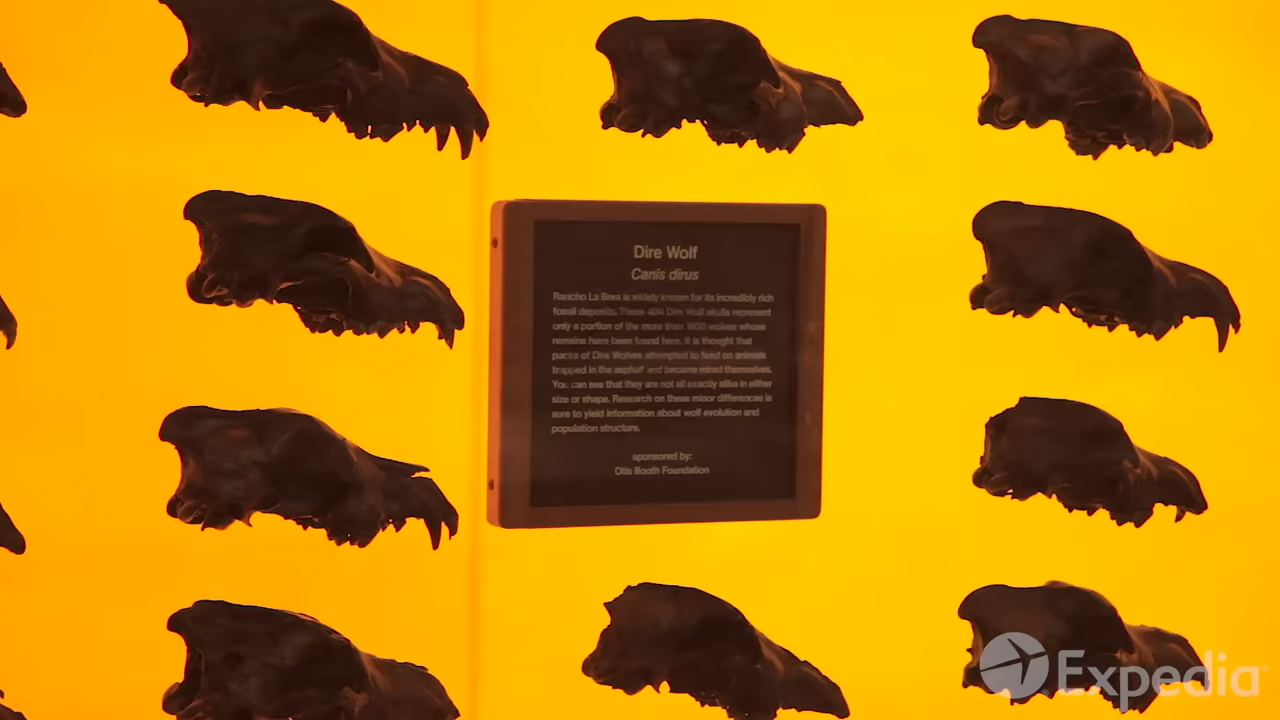 Dire Wolf
Canis dirus
Rancho La Brea is widely known for its incredibly rich
fossil deposits. These 404 Dire Wolf skulls represent
only a portion of the more than 1600 wolves whose
remains have been found here. It is thought that
packs of Dire Wolves attempted to feed on animals
trapped in the asphalt and became mired themselves.
You can see that they are not all exactly alike in either
size or shape. Research on these minor differences is
sure to yield information about wolf evolution and
population structure.
sponsored by:
Otis Booth Foundation
Expedia